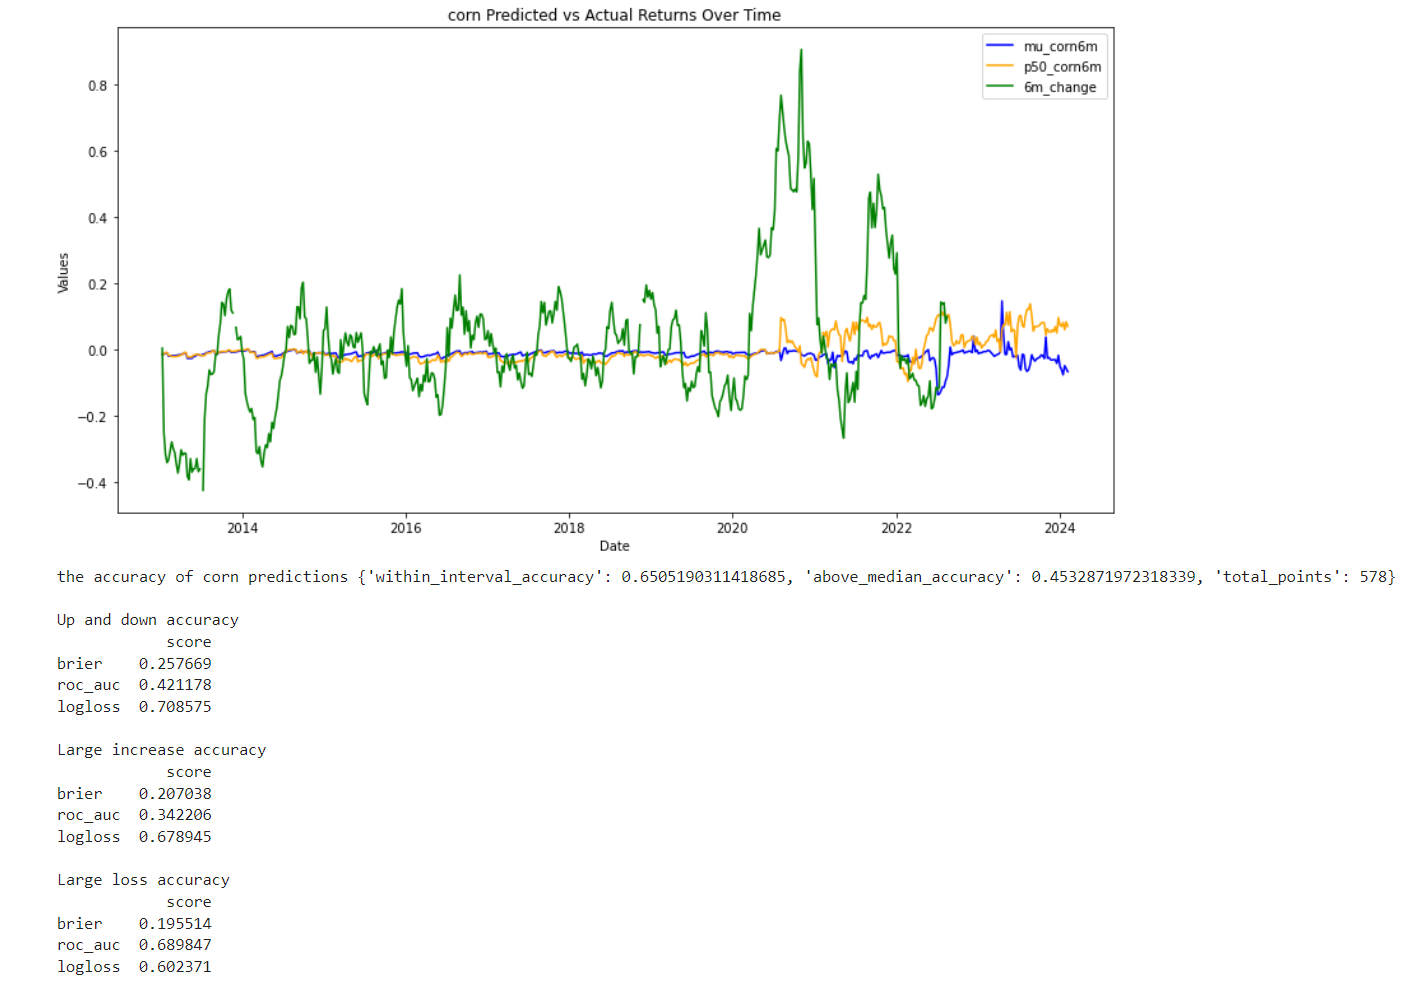 corn Predicted vs Actual Returns Over Time
mu_corn6m
p50_corn6m
6m_change
0.8
0.6
0.4
0.2
0.0
−0.2
−0.4
Values
2014 2016 2018 2020 2022 2024
Date
the accuracy of corn predictions {'within_interval_accuracy': 0.6505190311418685, 'above_median_accuracy': 0.4532871972318339, 'total_points': 578}
Up and down accuracy
score
brier 0.257669
roc_auc 0.421178
logloss 0.708575
Large increase accuracy
score
brier 0.207038
roc_auc 0.342206
logloss 0.678945
Large loss accuracy
score
brier 0.195514
roc_auc 0.689847
logloss 0.602371